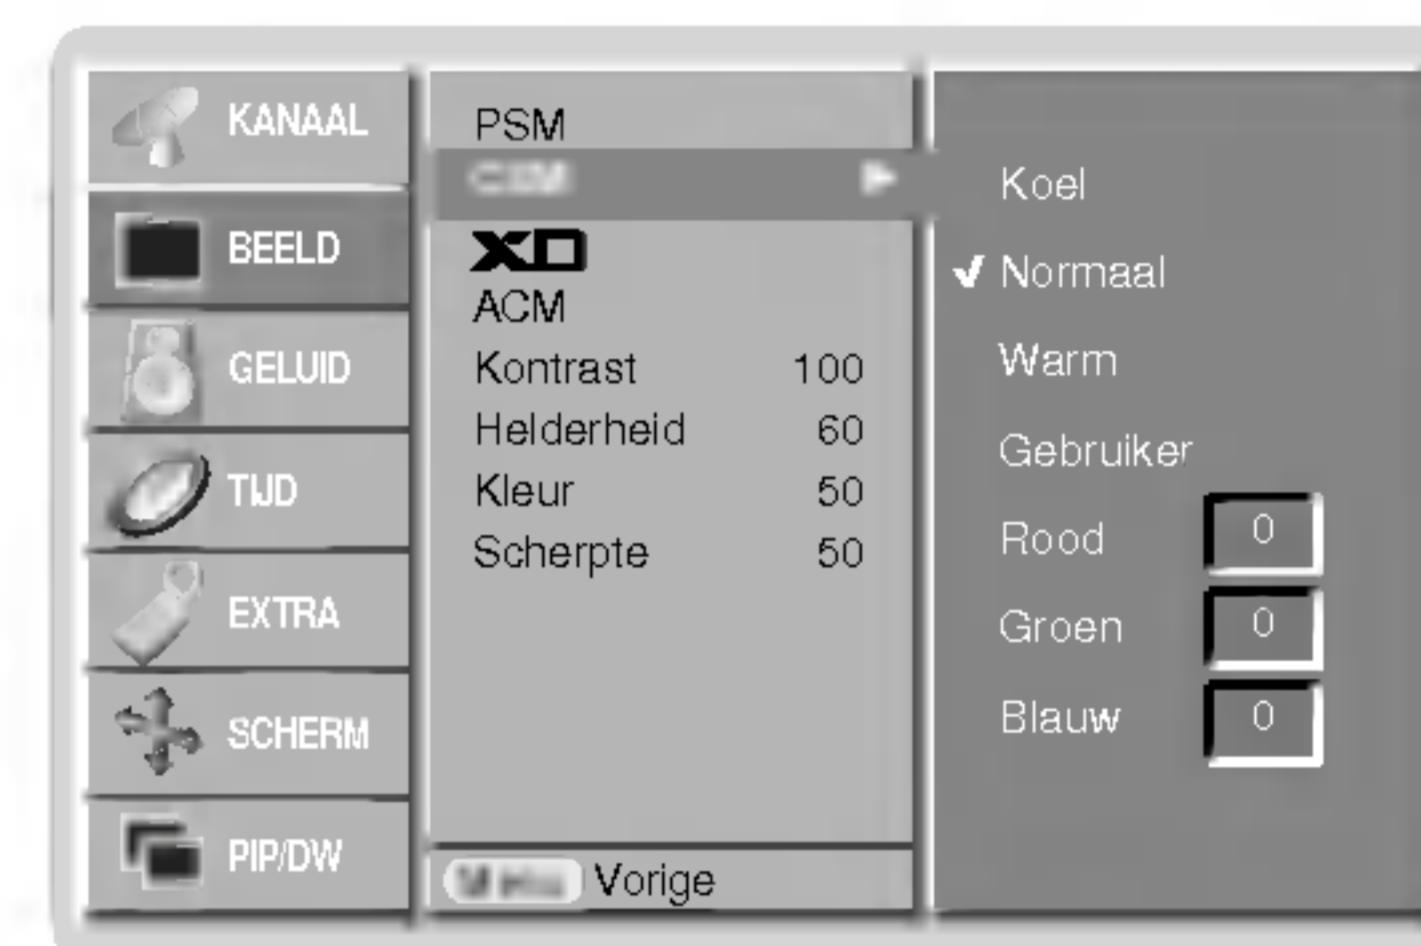 KANAAL
BEELD
GELUID
TIJD
EXTRA
SCHERM
PIP/DW
PSM
XD
ACM
Kontrast 100
Helderheid 60
Kleur 50
Scherpte 50
Vorige
Koel
✔ Normaal
Warm
Gebruiker
Rood 0
Groen 0
Blauw 0